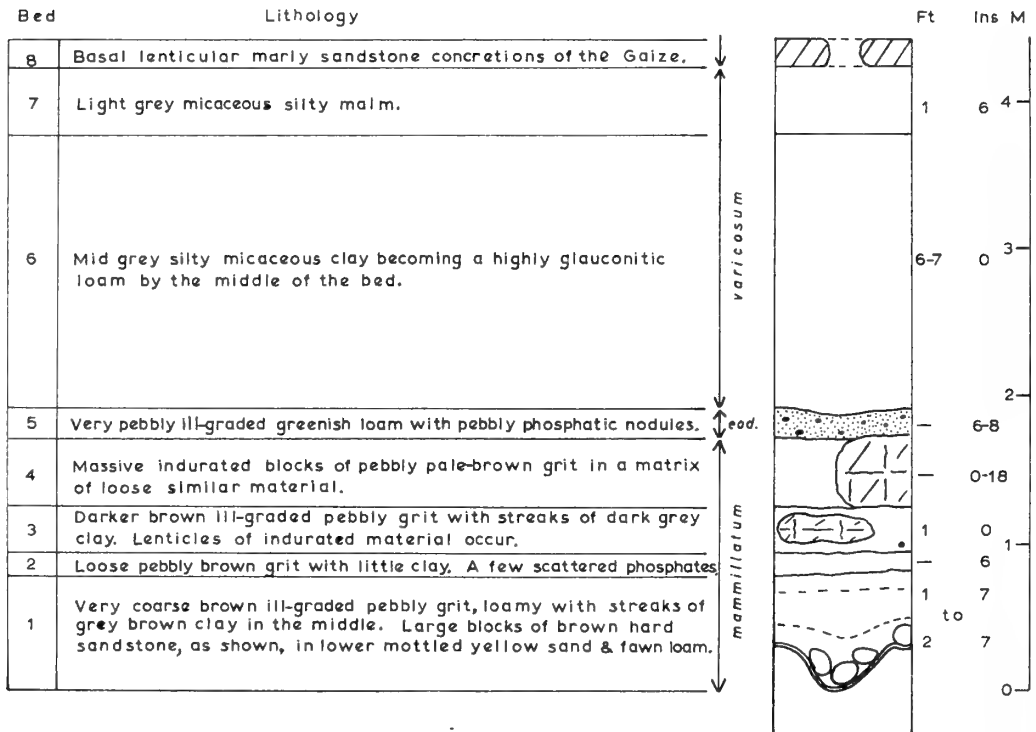 Bed Lithology Ft Ins M
8 Basal lenticular marly sandstone concretions of the Gaize.
7 Light grey micaceous silty malm. 1 6 4
varicosum
6 Mid grey silty micaceous clay becoming a highly glauconitic 6-7 0 3
loam by the middle of the bed.
2
5 Very pebbly ill-graded greenish loam with pebbly phosphatic nodules. eod. — 6-8
4 Massive indurated blocks of pebbly pale-brown grit in a matrix — 0-18
of loose similar material.
mammillatum
3 Darker brown ill-graded pebbly grit with streaks of dark grey 1 0
clay. Lenticles of indurated material occur. 1
2 Loose pebbly brown grit with little clay. A few scattered phosphates — 6
1 Very coarse brown ill-graded pebbly grit, loamy with streaks of 1 7
grey brown clay in the middle. Large blocks of brown hard to
sandstone, as shown, in lower mottled yellow sand & fawn loam. 2 7
0